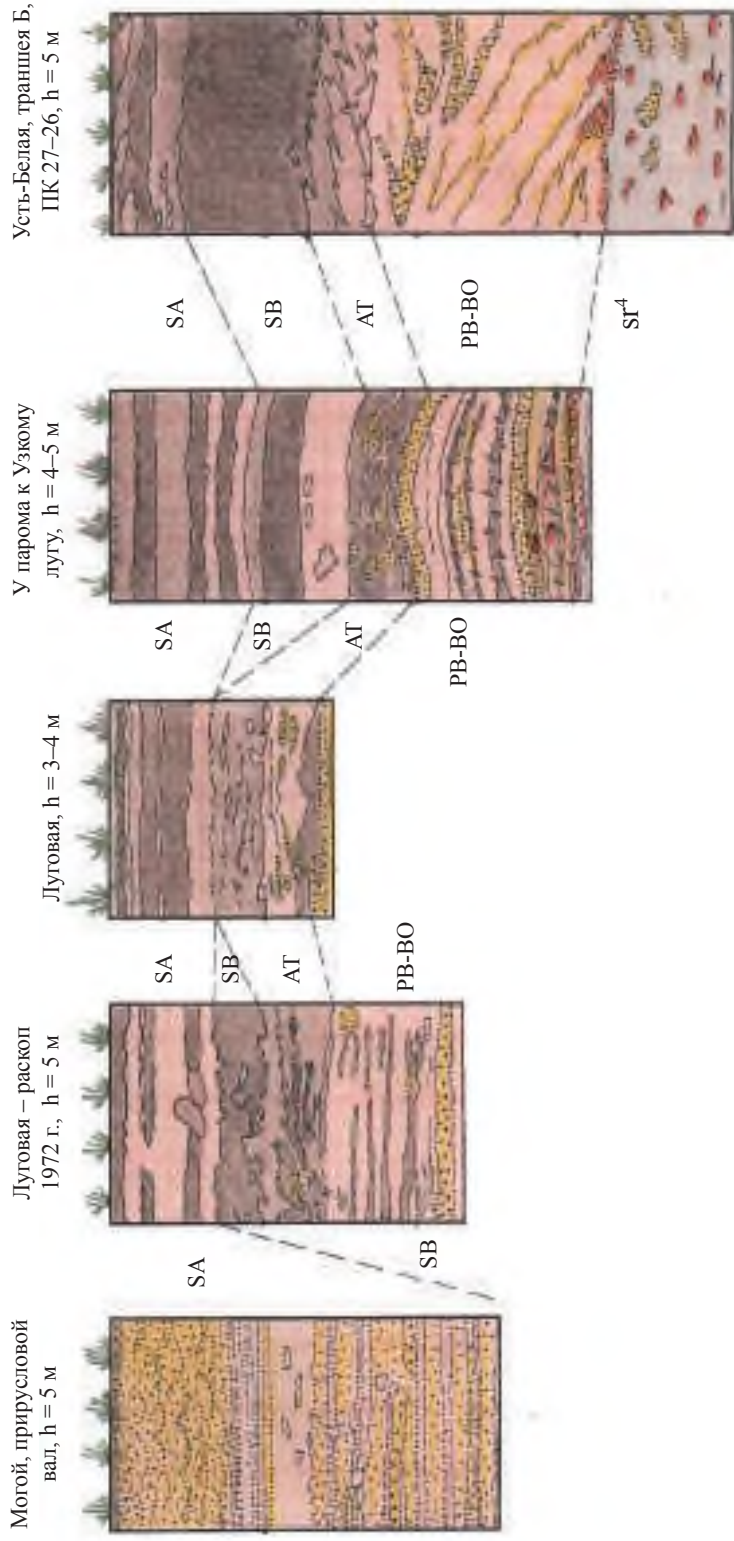 Могой, прирусловой
вал, h = 5 м
SA
SB
Луговая – раскоп
1972 г., h = 5 м
SA
SB
AT
PB-BO
Луговая, h = 3–4 м
SA
SB
AT
PB-BO
У парома к Узкому
лугу, h = 4–5 м
SA
SB
AT
PB-BO
sr⁴
Усть-Белая, траншея Б,
ПК 27–26, h = 5 м